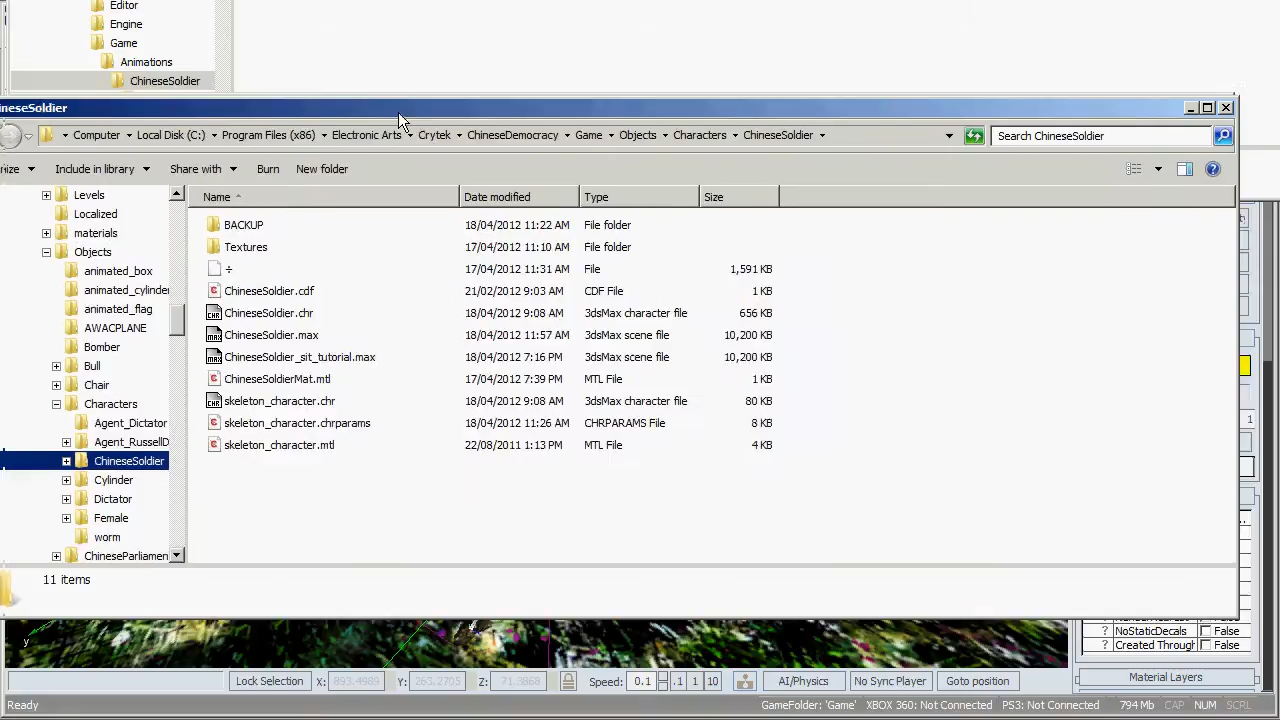 Editor
Engine
Game
Animations
ChineseSoldier
ineseSoldier
Computer Local Disk (C:) Program Files (x86) Electronic Arts Crytek ChineseDemocracy Game Objects Characters ChineseSoldier Search ChineseSoldier
nize Include in library Share with Burn New folder
Name Date modified Type Size
Levels
Localized
materials
Objects
animated_box
animated_cylinde
animated_flag
AWACPLANE
Bomber
Bull
Chair
Characters
Agent_Dictator
Agent_RussellD
ChineseSoldier
Cylinder
Dictator
Female
worm
ChineseParliamen
BACKUP 18/04/2012 11:22 AM File folder
Textures 17/04/2012 11:10 AM File folder
÷ 17/04/2012 11:31 AM File 1,591 KB
ChineseSoldier.cdf 21/02/2012 9:03 AM CDF File 1 KB
ChineseSoldier.chr 18/04/2012 9:08 AM 3dsMax character file 656 KB
ChineseSoldier.max 18/04/2012 11:57 AM 3dsMax scene file 10,200 KB
ChineseSoldier_sit_tutorial.max 18/04/2012 7:16 PM 3dsMax scene file 10,200 KB
ChineseSoldierMat.mtl 17/04/2012 7:39 PM MTL File 1 KB
skeleton_character.chr 18/04/2012 9:08 AM 3dsMax character file 80 KB
skeleton_character.chrparams 18/04/2012 11:26 AM CHRPARAMS File 8 KB
skeleton_character.mtl 22/08/2011 1:13 PM MTL File 4 KB
11 items
1
y
NoStaticDecals False
Created Through False
Material Layers
Lock Selection X: 893.4989 Y: 263.2705 Z: 71.3868 Speed: 0.1 .1 1 10 AI/Physics No Sync Player Goto position
Ready GameFolder: 'Game' XBOX 360: Not Connected PS3: Not Connected 794 Mb CAP NUM SCRL